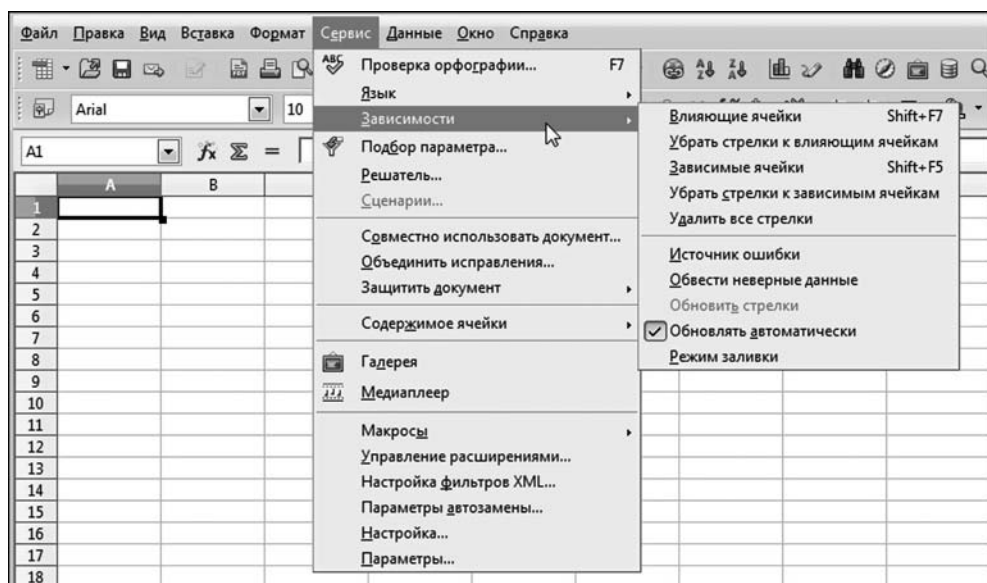 Файл Правка Вид Вставка Формат Сервис Данные Окно Справка
Arial 10
A1 fx Σ =
A B
1
2
3
4
5
6
7
8
9
10
11
12
13
14
15
16
17
18
ABC Проверка орфографии... F7
Язык
Зависимости
Подбор параметра...
Решатель...
Сценарии...
Совместно использовать документ...
Объединить исправления...
Защитить документ
Содержимое ячейки
Галерея
Медиаплеер
Макросы
Управление расширениями...
Настройка фильтров XML...
Параметры автозамены...
Настройка...
Параметры...
Влияющие ячейки Shift+F7
Убрать стрелки к влияющим ячейкам
Зависимые ячейки Shift+F5
Убрать стрелки к зависимым ячейкам
Удалить все стрелки
Источник ошибки
Обвести неверные данные
Обновить стрелки
Обновлять автоматически
Режим заливки